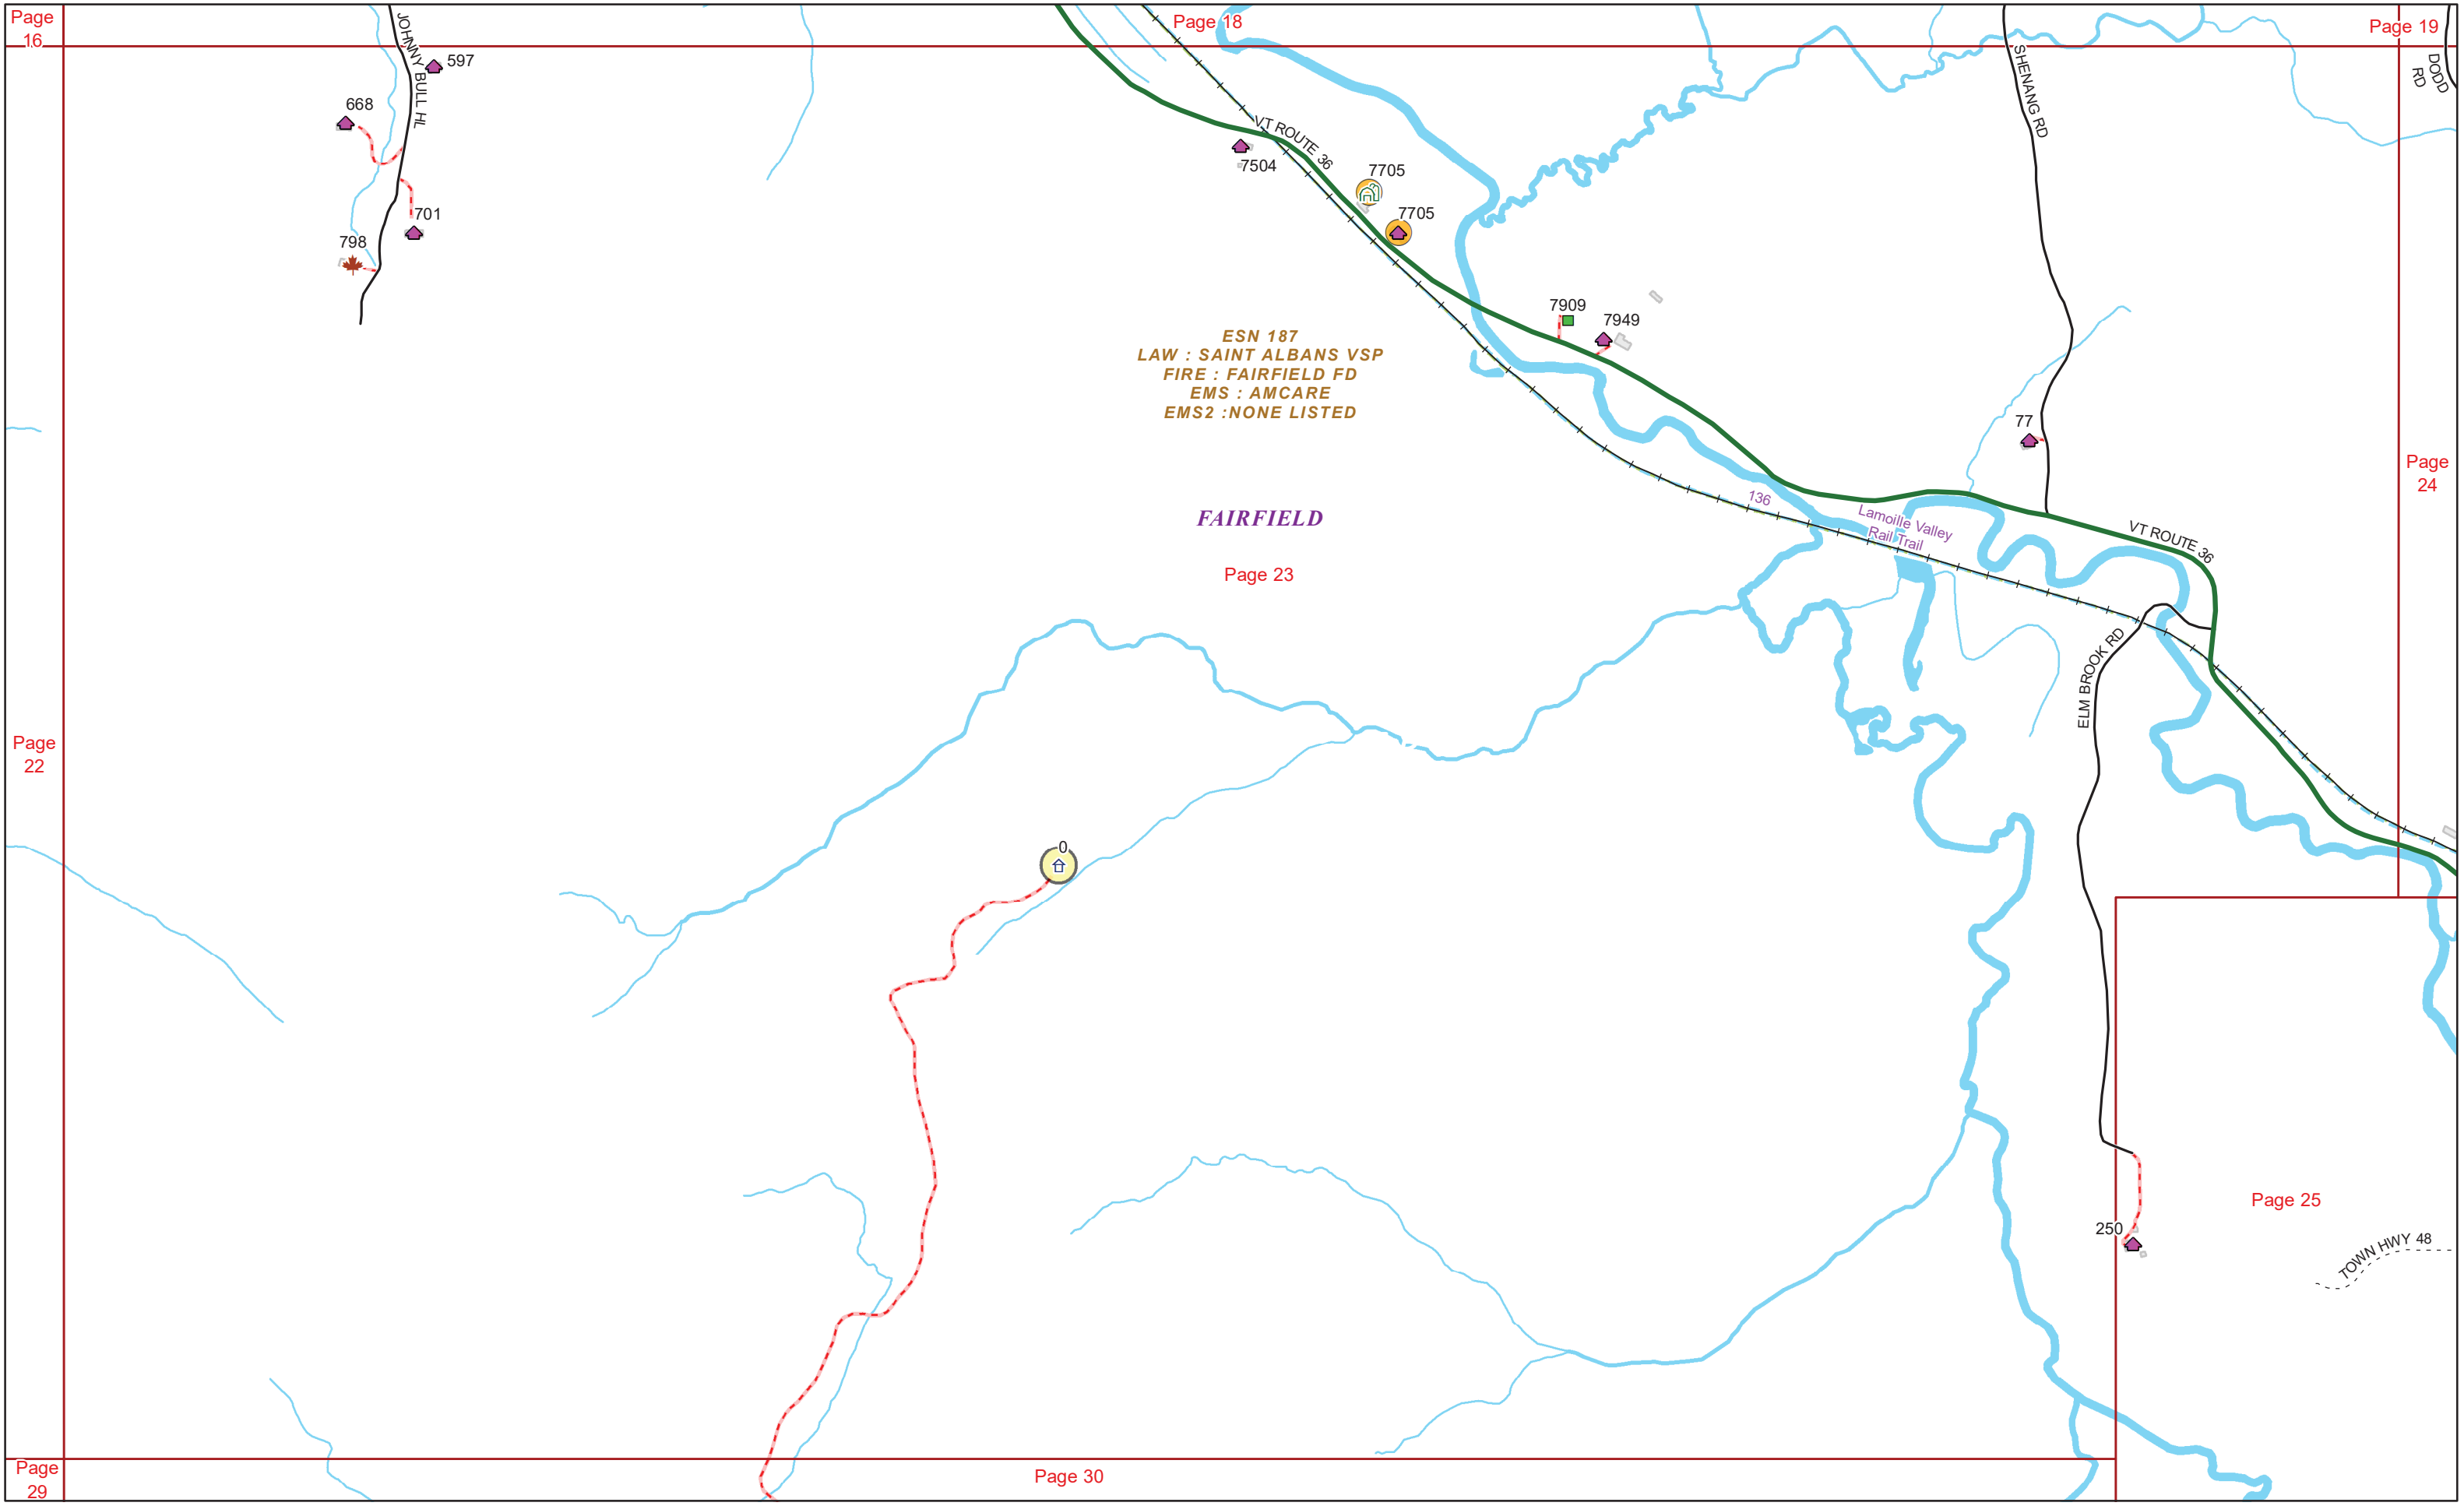 Page
16
Page 18
Page 19
JOHNNY BULL HL
597
SHENANG RD
DODD
RD
668
VT ROUTE 36
7504
7705
701
7705
798
7909
7949
ESN 187
LAW : SAINT ALBANS VSP
FIRE : FAIRFIELD FD
EMS : AMCARE
EMS2 :NONE LISTED
77
Page
24
136
FAIRFIELD
Lamoille Valley
Rail Trail
VT ROUTE 36
Page 23
ELM BROOK RD
Page
22
0
Page 25
250
TOWN HWY 48
Page
29
Page 30